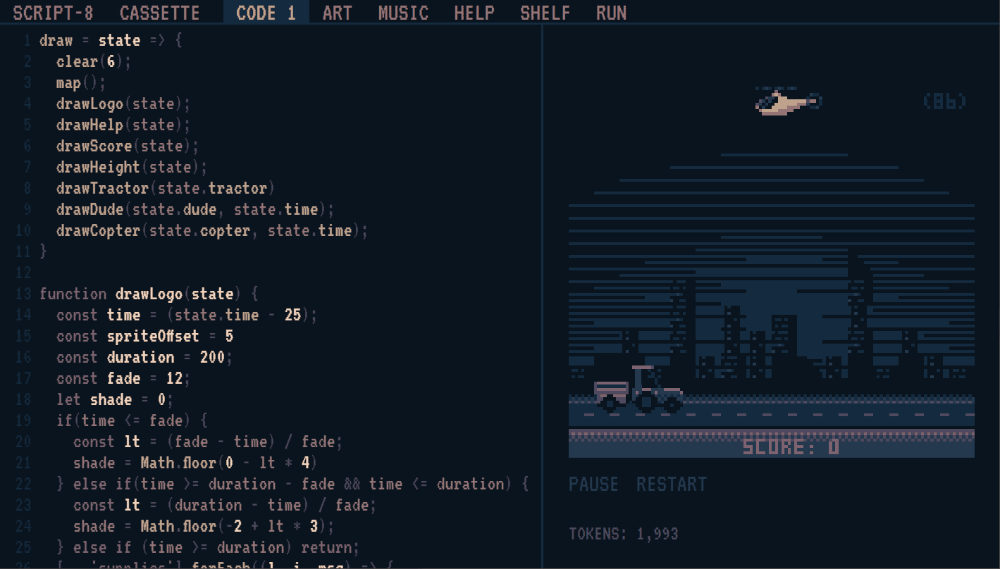 SCRIPT-8 CASSETTE CODE 1 ART MUSIC HELP SHELF RUN
1 draw = state => {
2 clear(6);
3 map();
4 drawLogo(state);
5 drawHelp(state);
6 drawScore(state);
7 drawHeight(state);
8 drawTractor(state.tractor)
9 drawDude(state.dude, state.time);
10 drawCopter(state.copter, state.time);
11 }
12
13 function drawLogo(state) {
14 const time = (state.time - 25);
15 const spriteOffset = 5
16 const duration = 200;
17 const fade = 12;
18 let shade = 0;
19 if(time <= fade) {
20 const lt = (fade - time) / fade;
21 shade = Math.floor(0 - lt * 4)
22 } else if(time >= duration - fade && time <= duration) {
23 const lt = (duration - time) / fade;
24 shade = Math.floor(-2 + lt * 3);
25 } else if (time >= duration) return;
(86)
SCORE: 0
PAUSE RESTART
TOKENS: 1,993